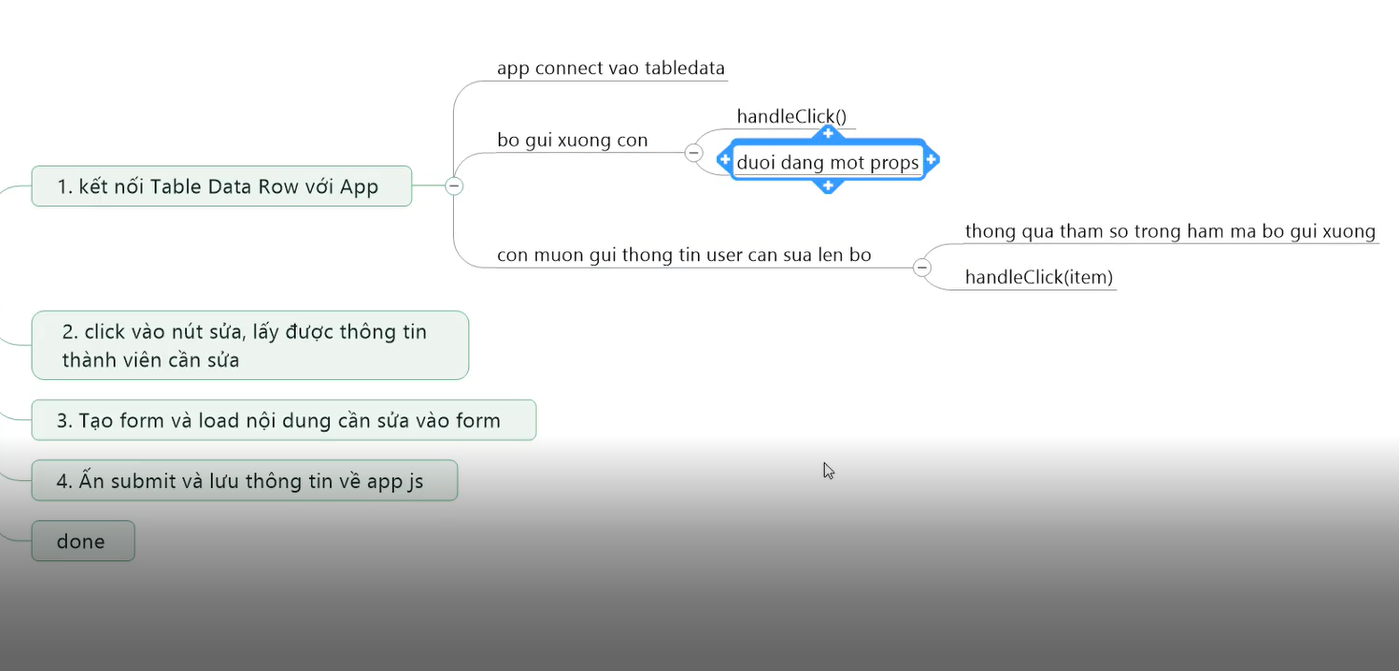 app connect vao tabledata
handleClick()
bo gui xuong con
duoi dang mot props
1. kết nối Table Data Row với App
thong qua tham so trong ham ma bo gui xuong
con muon gui thong tin user can sua len bo
handleClick(item)
2. click vào nút sửa, lấy được thông tin
thành viên cần sửa
3. Tạo form và load nội dung cần sửa vào form
4. Ấn submit và lưu thông tin về app js
done